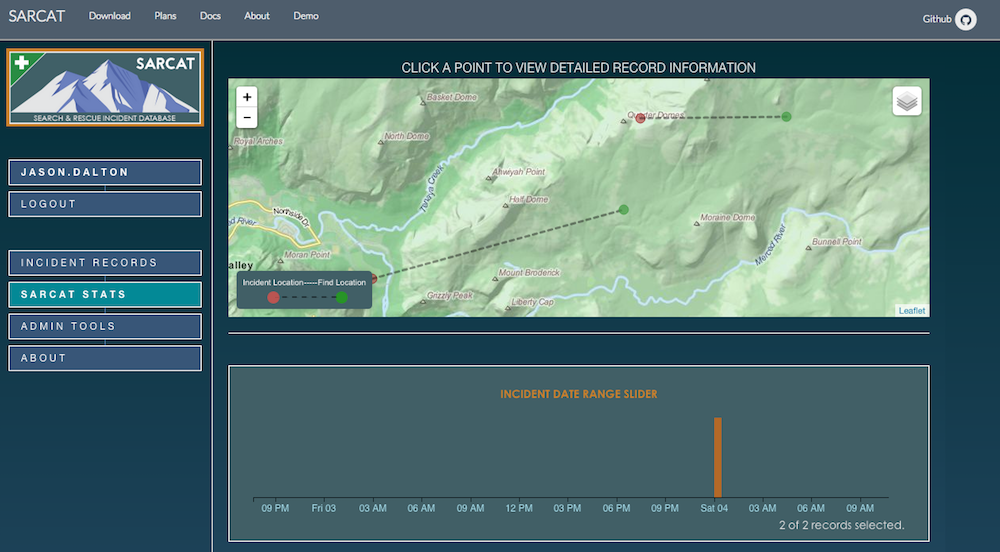 SARCAT
Download
Plans
Docs
About
Demo
Github
SARCAT
SEARCH & RESCUE INCIDENT DATABASE
JASON.DALTON
LOGOUT
INCIDENT RECORDS
SARCAT STATS
ADMIN TOOLS
ABOUT
CLICK A POINT TO VIEW DETAILED RECORD INFORMATION
+
−
Basket Dome
Quarter Domes
Royal Arches
North Dome
Tenaya Creek
Ahwiyah Point
Half Dome
Northside Dr
Moraine Dome
Merced River
Bunnell Point
Moran Point
alley
Mount Broderick
Grizzly Peak
Liberty Cap
Incident Location-----Find Location
Leaflet
INCIDENT DATE RANGE SLIDER
09 PM Fri 03 03 AM 06 AM 09 AM 12 PM 03 PM 06 PM 09 PM Sat 04 03 AM 06 AM 09 AM
2 of 2 records selected.